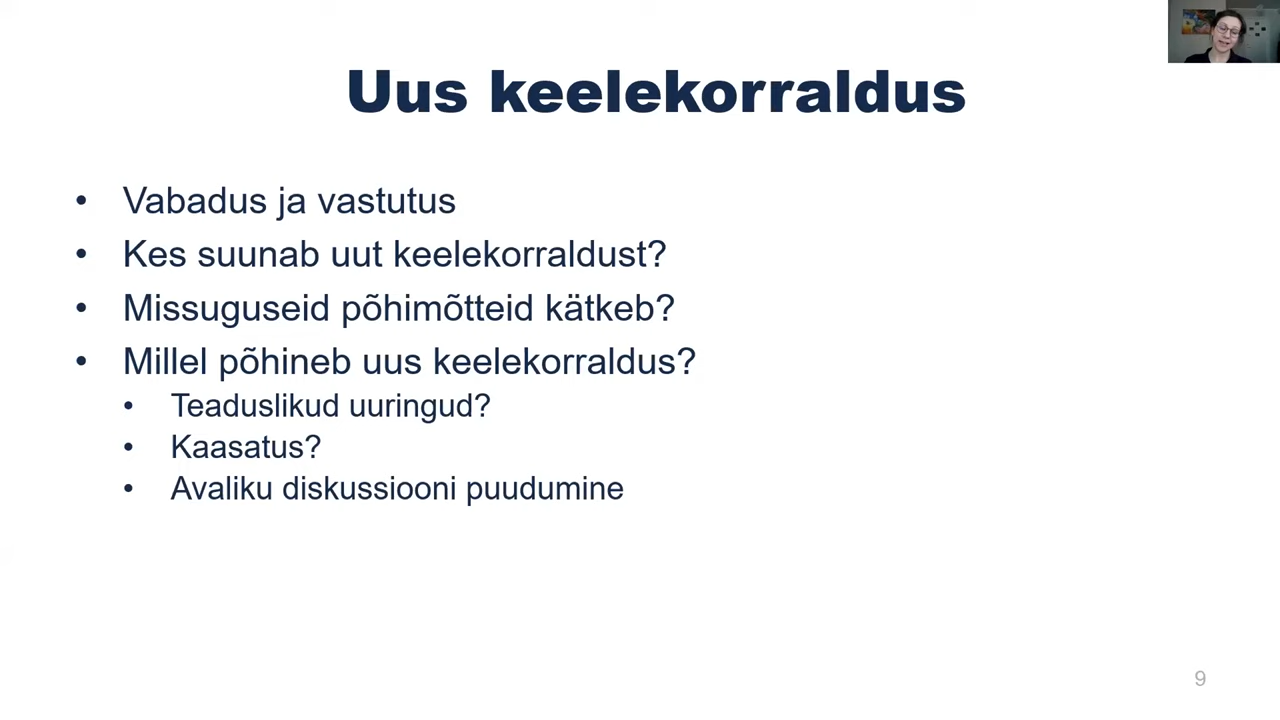 Uus keelekorraldus
• Vabadus ja vastutus
• Kes suunab uut keelekorraldust?
• Missuguseid põhimõtteid kätkeb?
• Millel põhineb uus keelekorraldus?
• Teaduslikud uuringud?
• Kaasatus?
• Avaliku diskussiooni puudumine
9